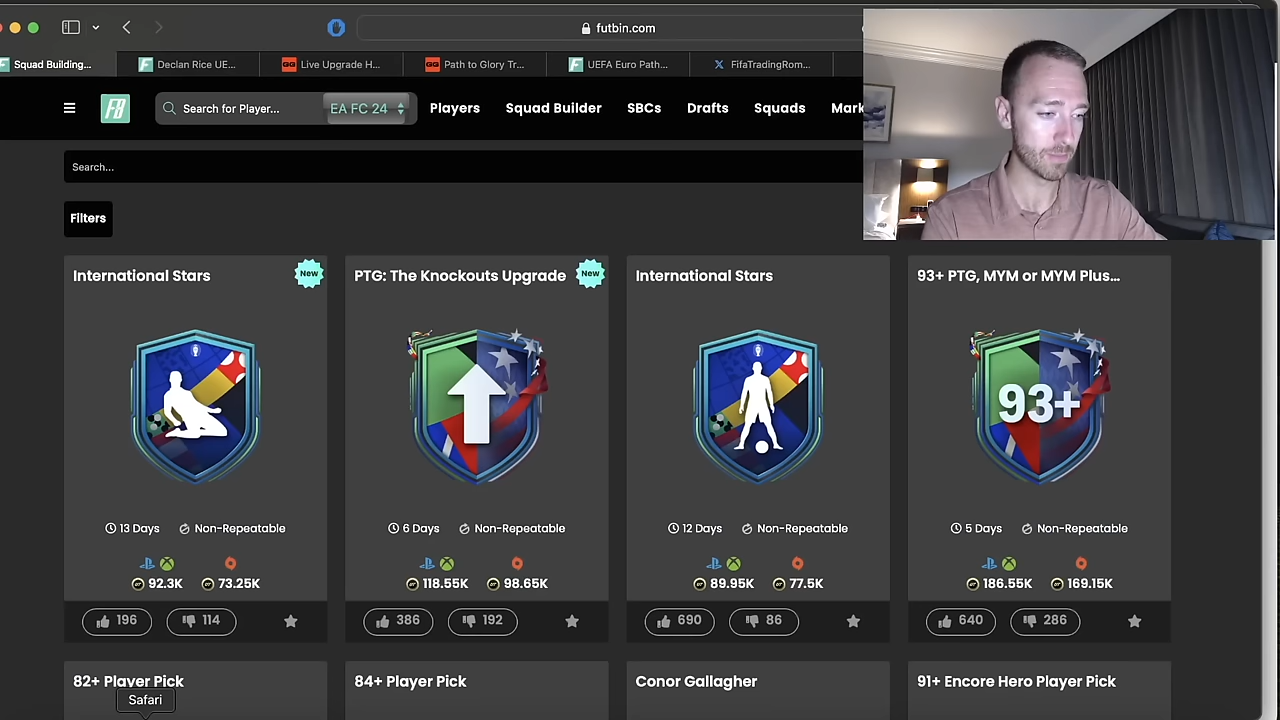 futbin.com
Squad Building...
Declan Rice UE...
GG
Live Upgrade H...
GG
Path to Glory Tr...
UEFA Euro Path...
X
FifaTradingRom...
F8
Search for Player...
EA FC 24
Players
Squad Builder
SBCs
Drafts
Squads
Mark
Search...
Filters
International Stars
New
PTG: The Knockouts Upgrade
New
International Stars
93+ PTG, MYM or MYM Plus...
93+
13 Days Non-Repeatable
6 Days Non-Repeatable
12 Days Non-Repeatable
5 Days Non-Repeatable
92.3K 73.25K
118.55K 98.65K
89.95K 77.5K
186.55K 169.15K
196 114
386 192
690 86
640 286
82+ Player Pick
84+ Player Pick
Conor Gallagher
91+ Encore Hero Player Pick
Safari